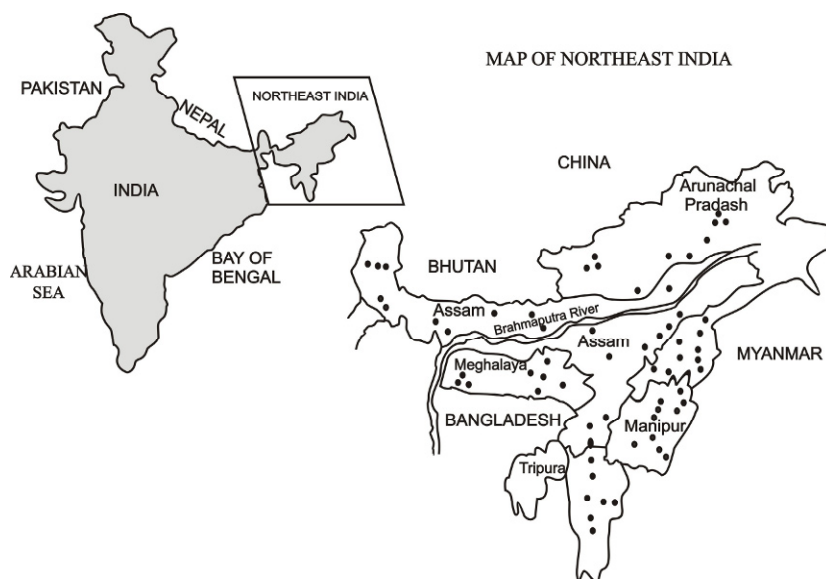 MAP OF NORTHEAST INDIA
PAKISTAN
NEPAL
NORTHEAST INDIA
INDIA
ARABIAN
SEA
BAY OF
BENGAL
CHINA
Arunachal
Pradash
BHUTAN
Assam
Brahmaputra River
Assam
MYANMAR
Meghalaya
BANGLADESH
Manipur
Tripura